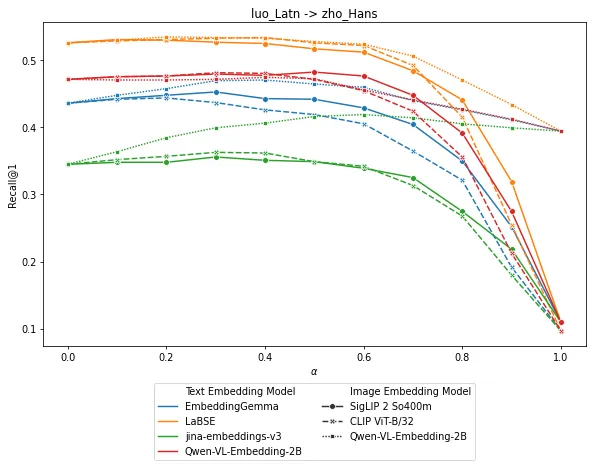 luo_Latn -> zho_Hans
Recall@1
0.5
0.4
0.3
0.2
0.1
0.0
0.2
0.4
0.6
0.8
1.0
α
Text Embedding Model
EmbeddingGemma
LaBSE
jina-embeddings-v3
Qwen-VL-Embedding-2B
Image Embedding Model
SigLIP 2 So400m
CLIP ViT-B/32
Qwen-VL-Embedding-2B